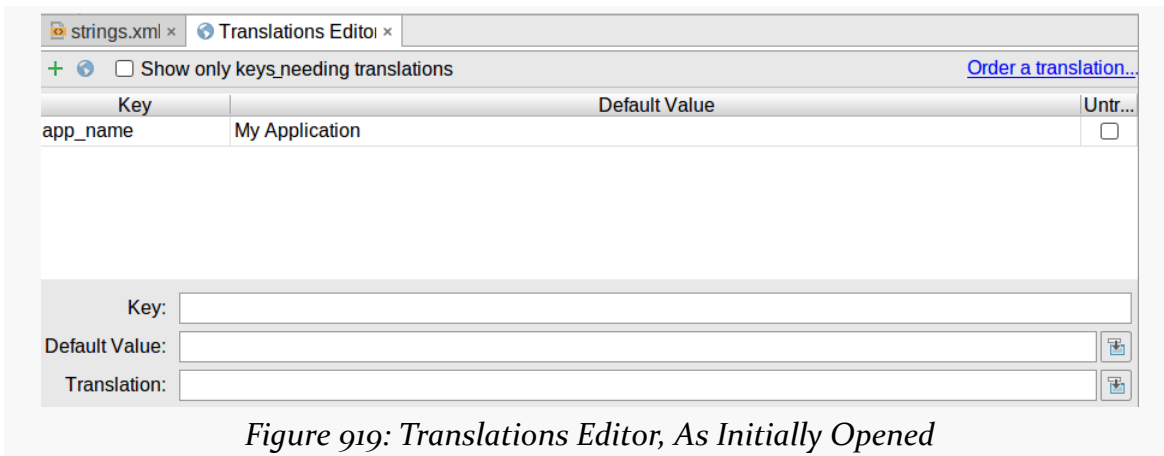 strings.xml × Translations Editor ×
Show only keys needing translations Order a translation...
Key Default Value Untr...
app_name My Application
Key:
Default Value:
Translation:
Figure 919: Translations Editor, As Initially Opened